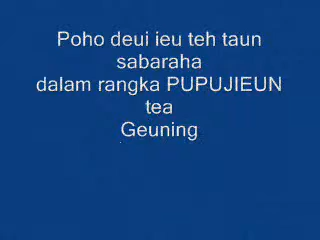 Poho deui ieu teh taun
sabaraha
dalam rangka PUPUJIEUN
tea
Geuning